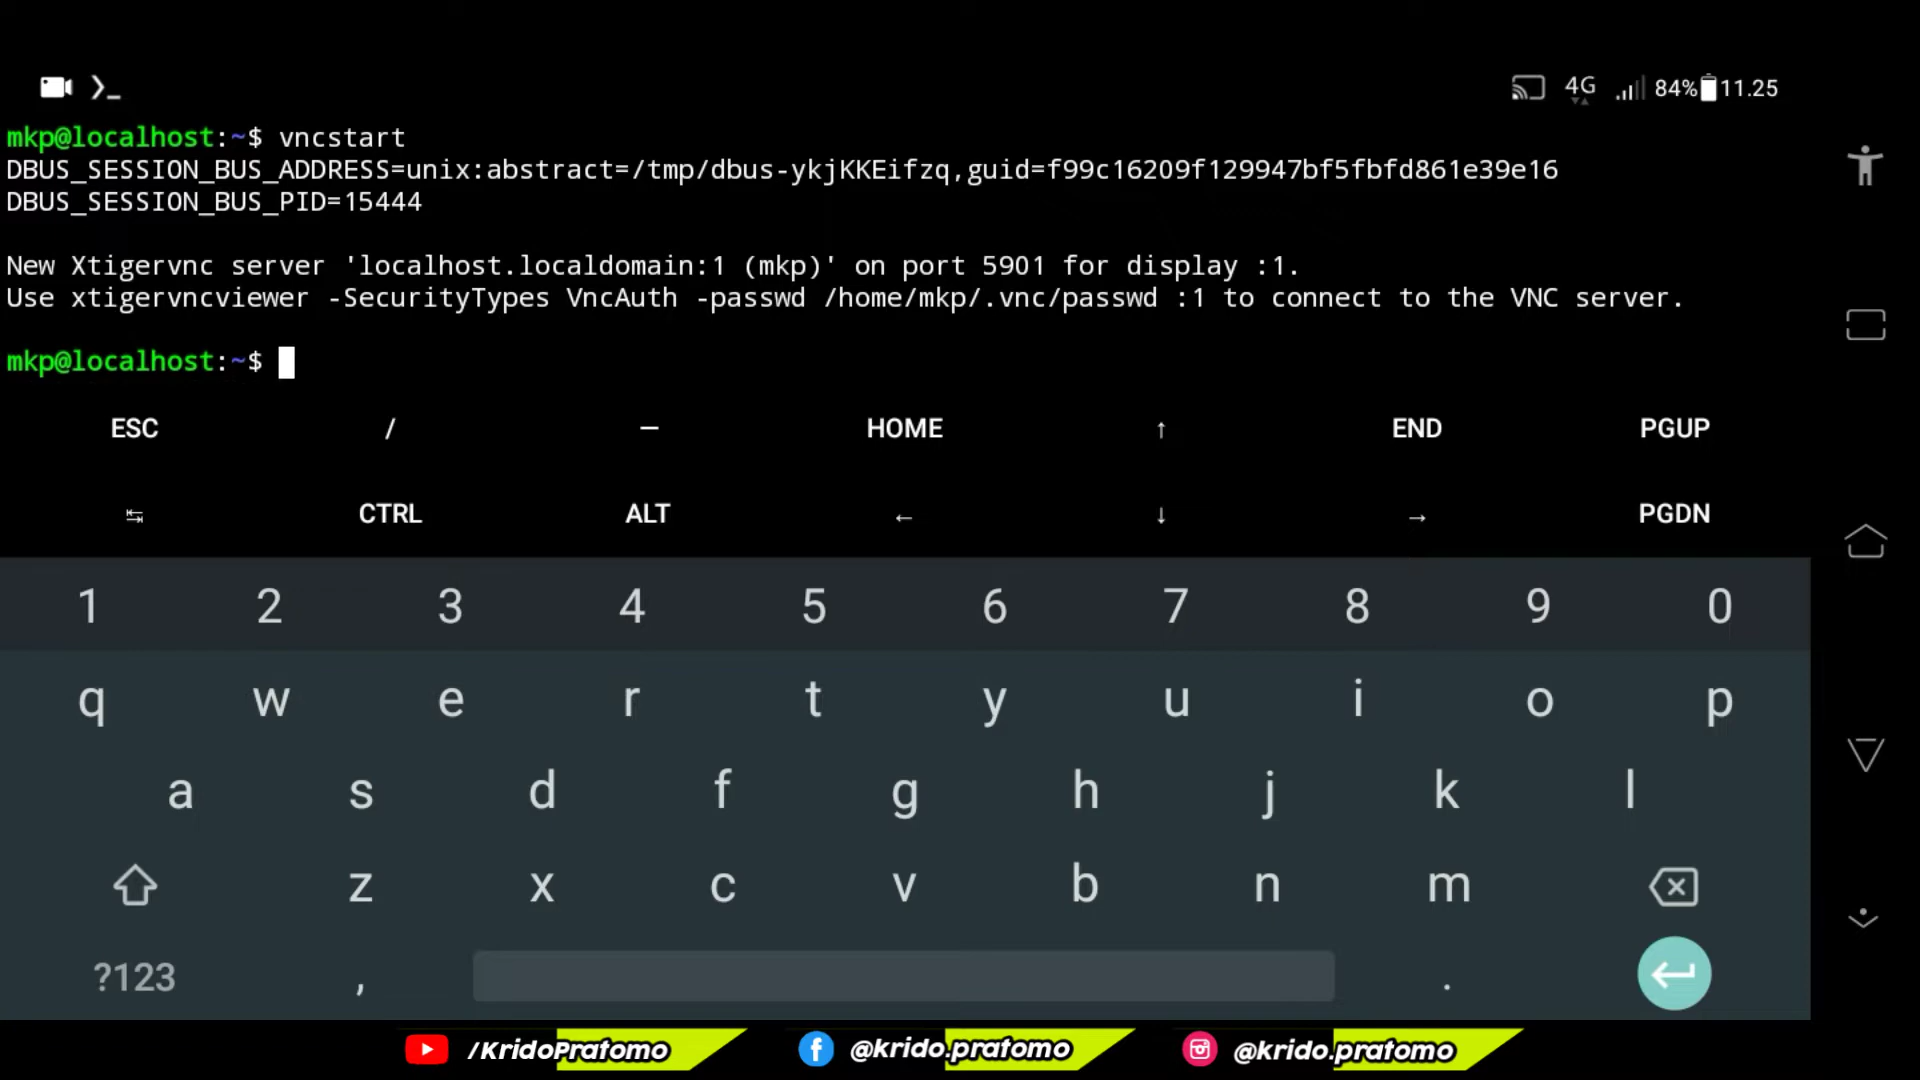 4G 84% 11.25
mkp@localhost:~$ vncstart
DBUS_SESSION_BUS_ADDRESS=unix:abstract=/tmp/dbus-ykjKKEifzq,guid=f99c16209f129947bf5fbfd861e39e16
DBUS_SESSION_BUS_PID=15444
New Xtigervnc server 'localhost.localdomain:1 (mkp)' on port 5901 for display :1.
Use xtigervncviewer -SecurityTypes VncAuth -passwd /home/mkp/.vnc/passwd :1 to connect to the VNC server.
mkp@localhost:~$
ESC / — HOME ↑ END PGUP
↹ CTRL ALT ← ↓ → PGDN
1 2 3 4 5 6 7 8 9 0
q w e r t y u i o p
a s d f g h j k l
z x c v b n m
?123 , .
/KridoPratomo @krido.pratomo @krido.pratomo